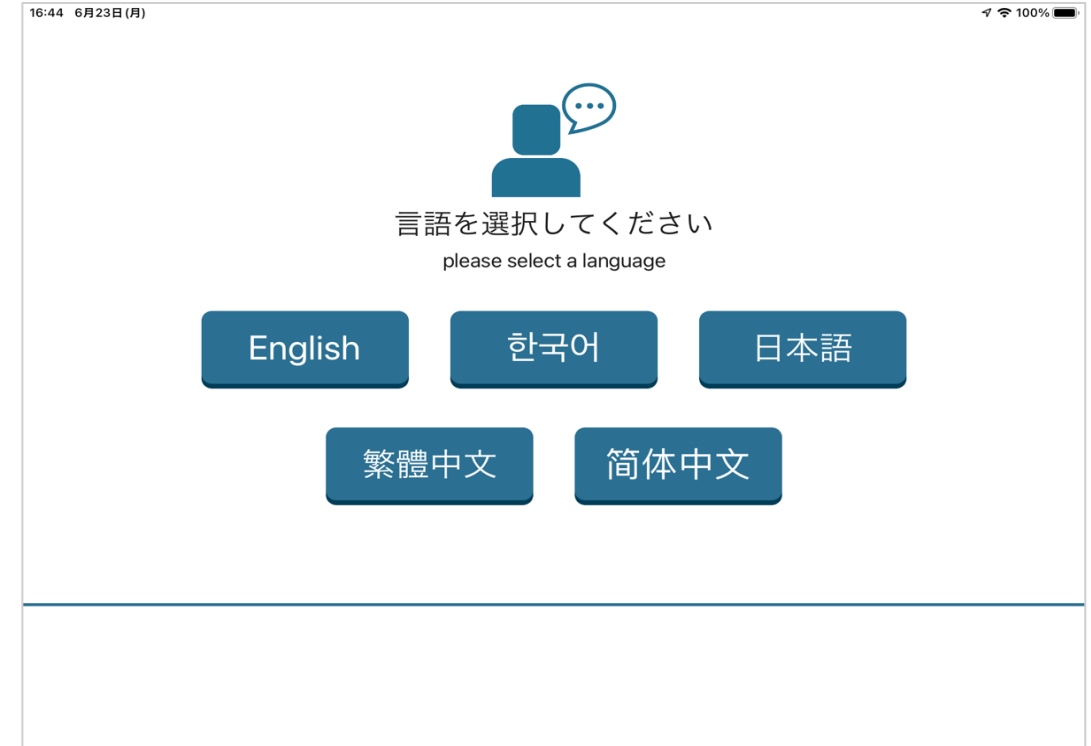 16:44 6月23日(月) 100%
言語を選択してください
please select a language
English 한국어 日本語
繁體中文 简体中文